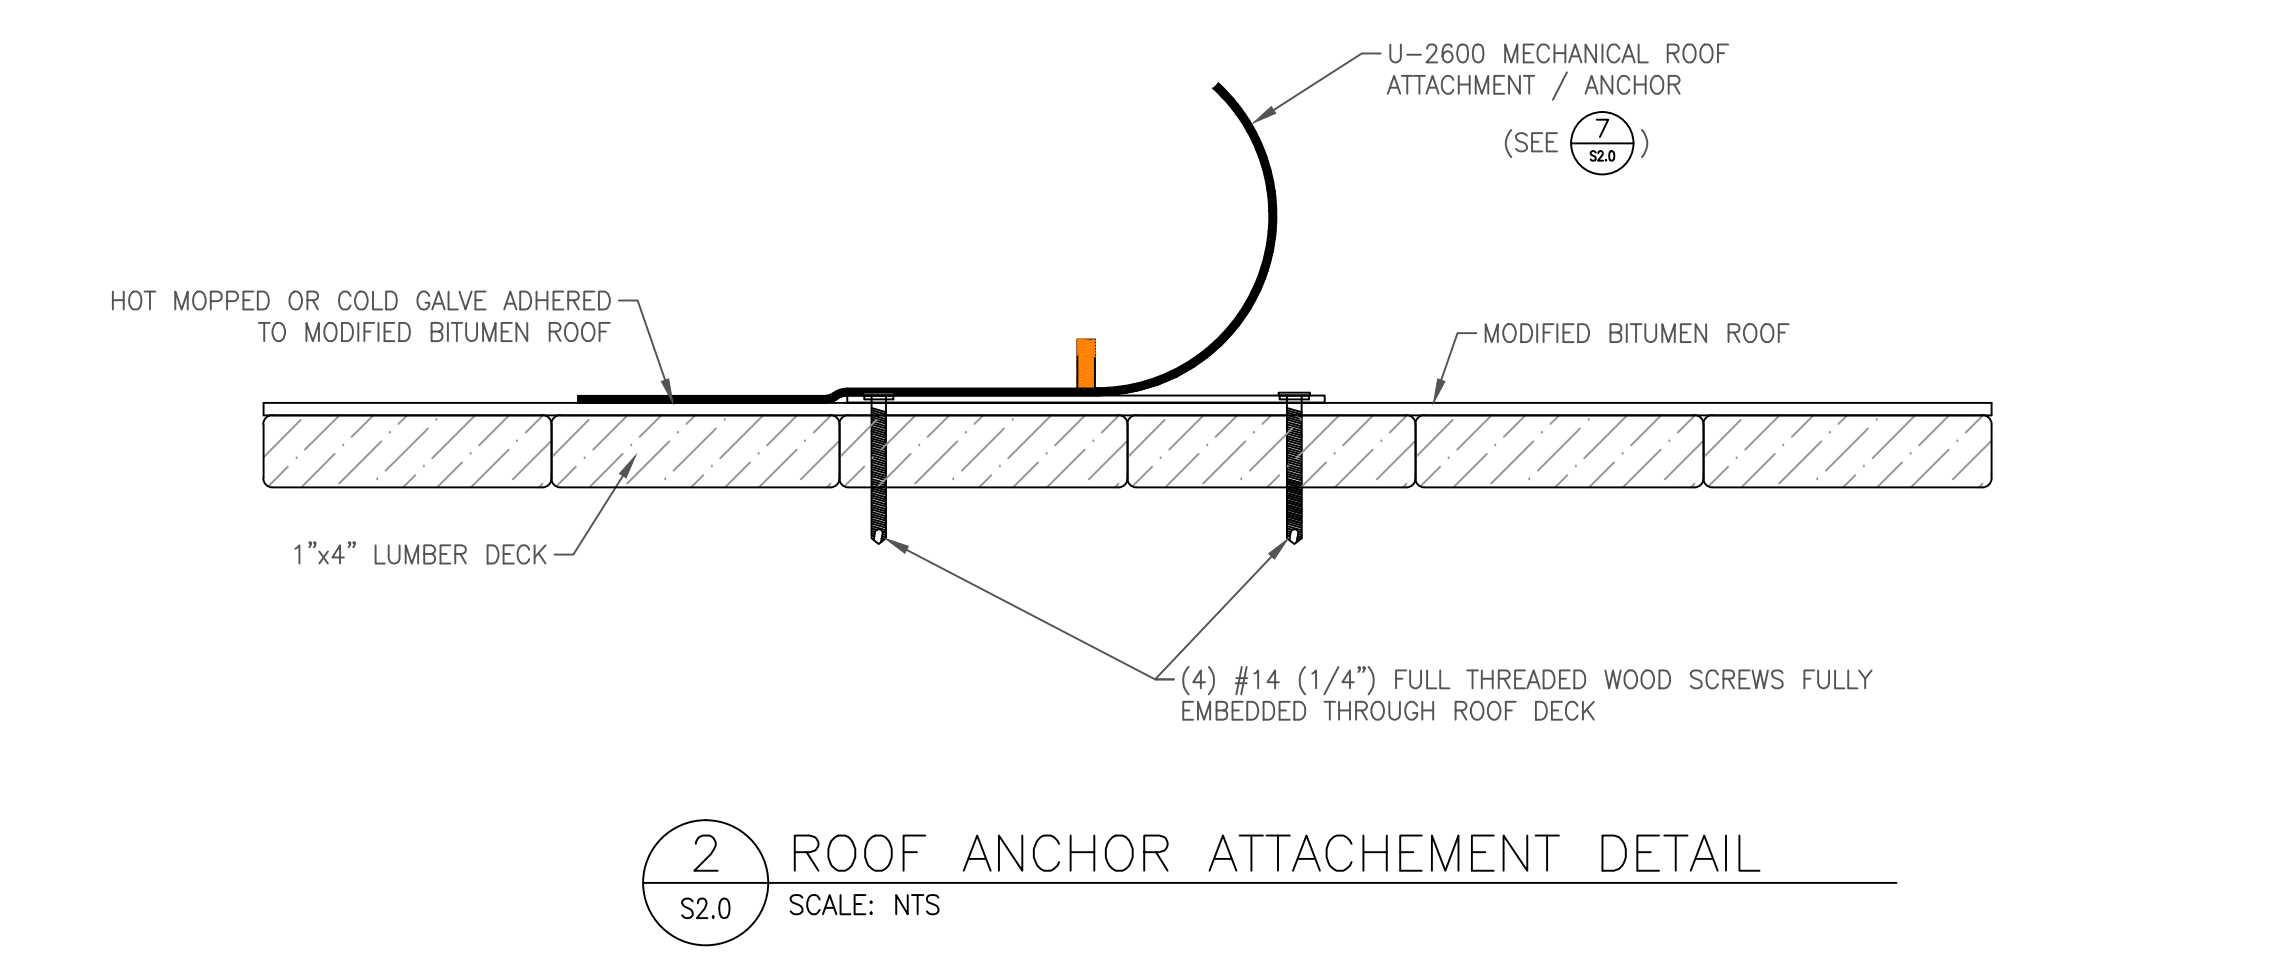 U-2600 MECHANICAL ROOF
ATTACHMENT / ANCHOR
(SEE 7 )
S2.0
HOT MOPPED OR COLD GALVE ADHERED
TO MODIFIED BITUMEN ROOF
MODIFIED BITUMEN ROOF
1"x4" LUMBER DECK
(4) #14 (1/4") FULL THREADED WOOD SCREWS FULLY
EMBEDDED THROUGH ROOF DECK
2 ROOF ANCHOR ATTACHEMENT DETAIL
S2.0 SCALE: NTS